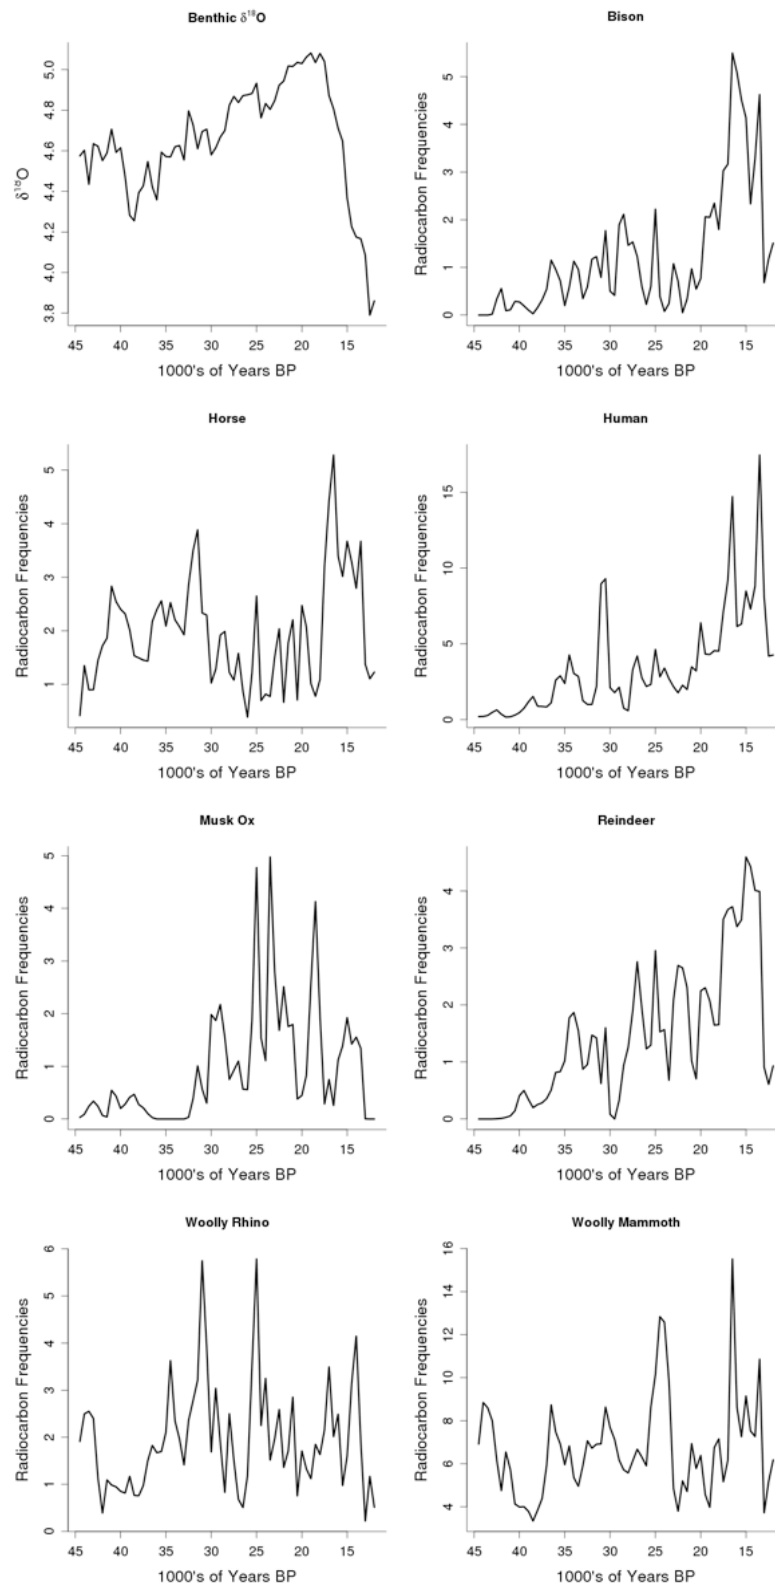 Benthic δ¹⁸O
δ¹⁸O
5.0
4.8
4.6
4.4
4.2
4.0
3.8
45 40 35 30 25 20 15
1000's of Years BP
Bison
Radiocarbon Frequencies
5
4
3
2
1
0
45 40 35 30 25 20 15
1000's of Years BP
Horse
Radiocarbon Frequencies
5
4
3
2
1
45 40 35 30 25 20 15
1000's of Years BP
Human
Radiocarbon Frequencies
15
10
5
0
45 40 35 30 25 20 15
1000's of Years BP
Musk Ox
Radiocarbon Frequencies
5
4
3
2
1
0
45 40 35 30 25 20 15
1000's of Years BP
Reindeer
Radiocarbon Frequencies
4
3
2
1
0
45 40 35 30 25 20 15
1000's of Years BP
Woolly Rhino
Radiocarbon Frequencies
6
5
4
3
2
1
0
45 40 35 30 25 20 15
1000's of Years BP
Woolly Mammoth
Radiocarbon Frequencies
16
14
12
10
8
6
4
45 40 35 30 25 20 15
1000's of Years BP